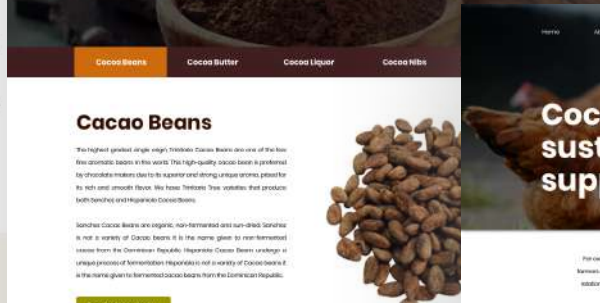 Cocoa Beans
Cocoa Butter
Cocoa Liquor
Cocoa Nibs
Cacao Beans
The highest graded single origin Trinitario Cacao Beans are one of the few
fine aromatic beans in the world. This high-quality cacao bean is preferred
by chocolate makers due to its superior and strong unique aroma, prized for
its rich and smooth flavor. We have Trinitario Tree varieties that produce
both Sanchez and Hispaniola Cacao Beans.
Sanchez Cacao Beans are organic, non-fermented and sun-dried. Sanchez
is not a variety of Cacao beans it is the name given to non-fermented
cacao from the Dominican Republic. Hispaniola Cacao Beans undergo a
unique process of fermentation. Hispaniola is not a variety of Cacao beans it
is the name given to fermented cacao beans from the Dominican Republic.
Home
Coc
sust
supp